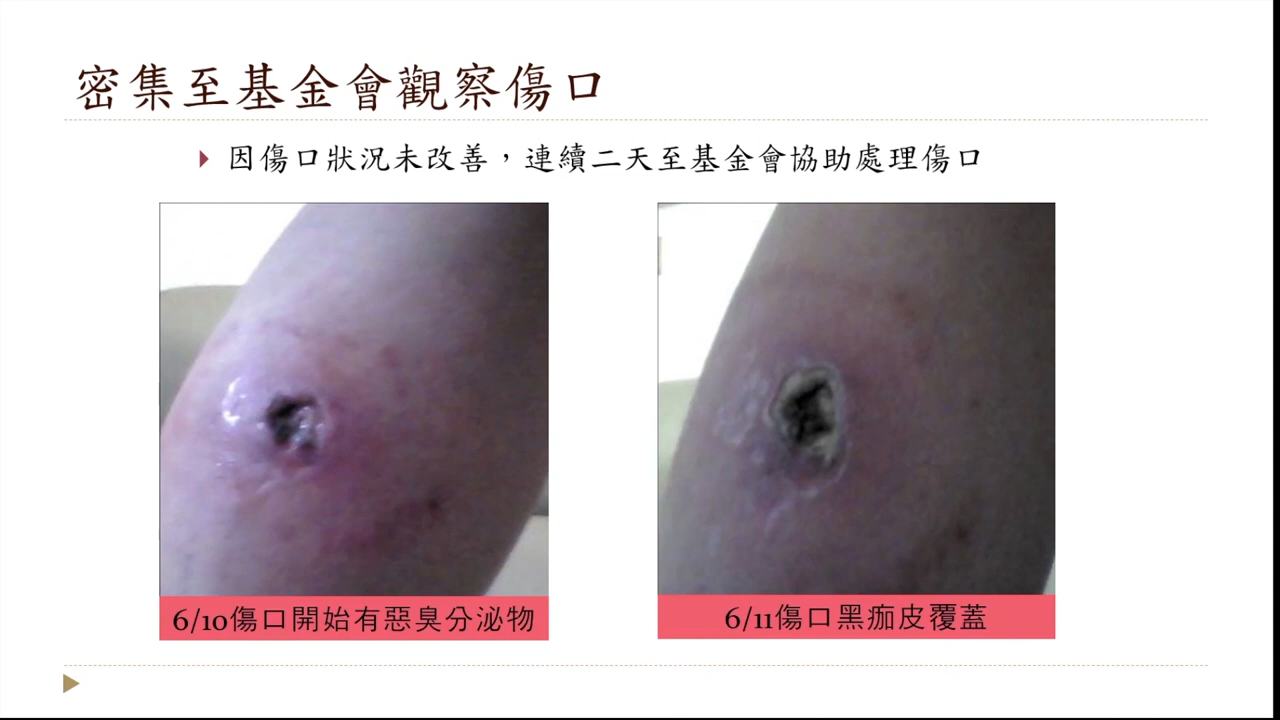 密集至基金會觀察傷口
因傷口狀況未改善，連續二天至基金會協助處理傷口
6/10傷口開始有惡臭分泌物
6/11傷口黑痂皮覆蓋